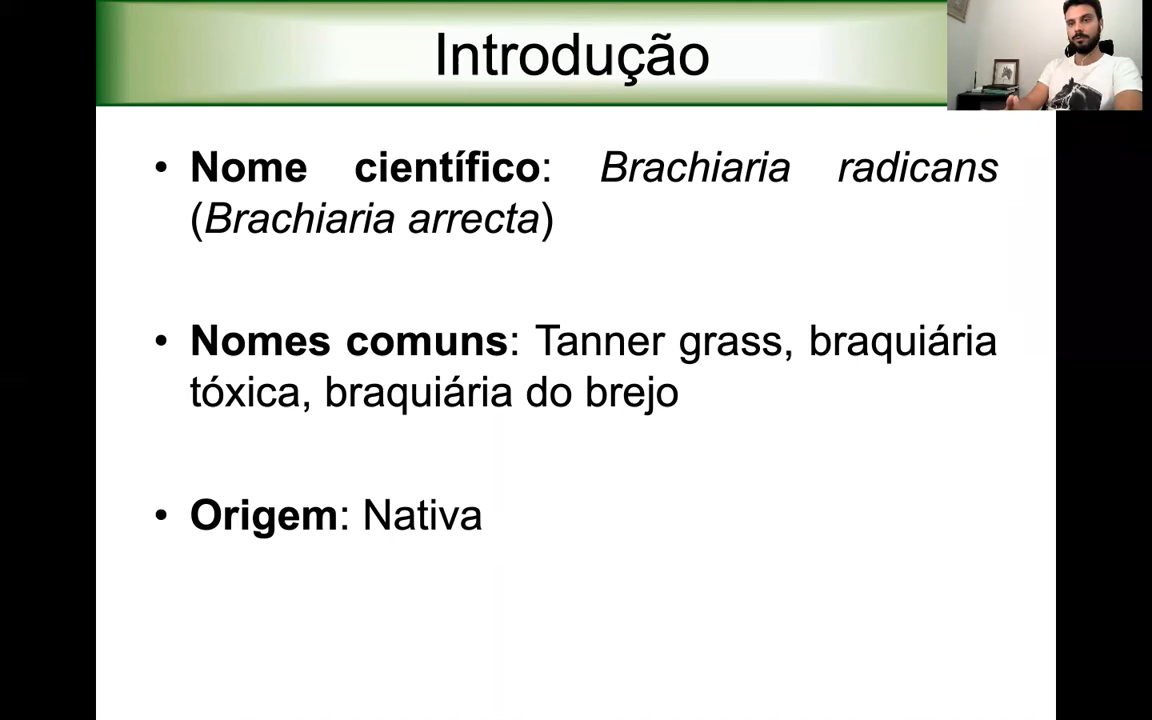 Introdução
• Nome científico: Brachiaria radicans
(Brachiaria arrecta)
• Nomes comuns: Tanner grass, braquiária
tóxica, braquiária do brejo
• Origem: Nativa